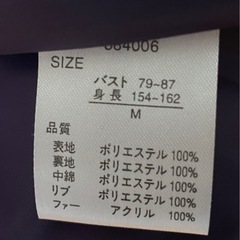 004006
SIZE
バスト 79~87
身長 154~162
M
品質
表地 ポリエステル 100%
裏地 ポリエステル 100%
中綿 ポリエステル 100%
リブ ポリエステル 100%
ファー アクリル 100%